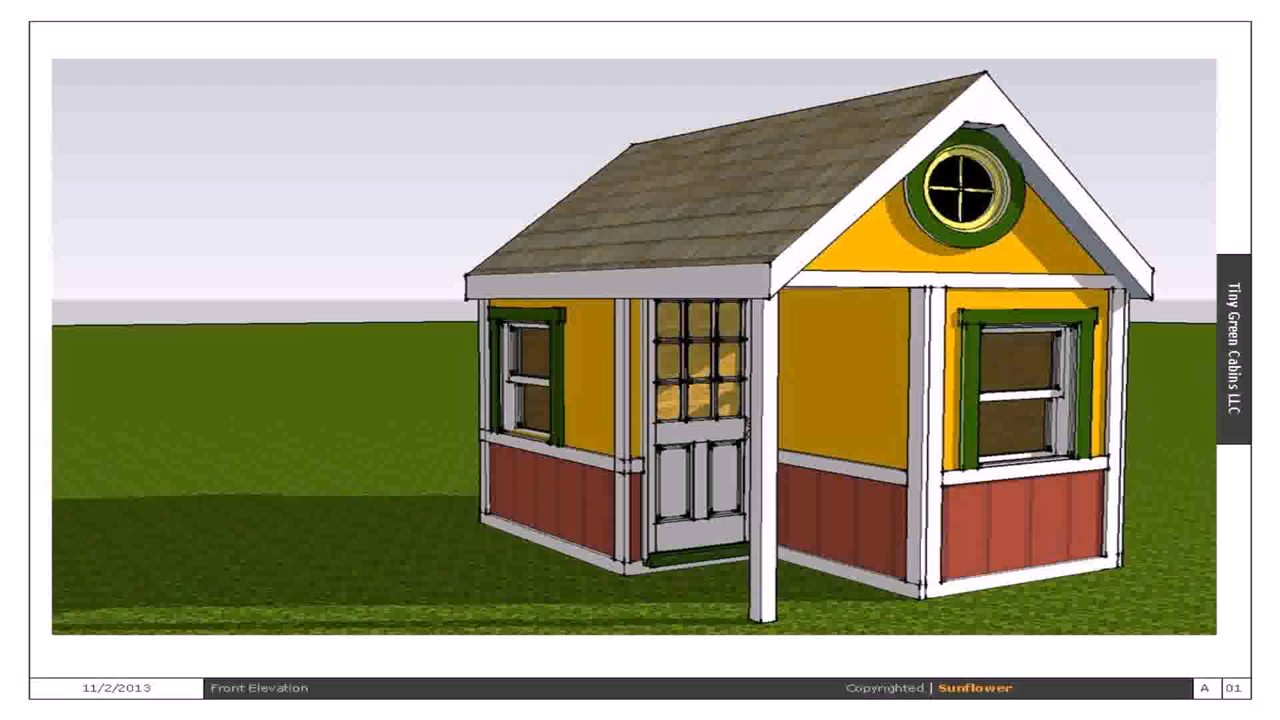 Tiny Green Cabins LLC
11/2/2013 Front Elevation Copyrighted | Sunflower A 01